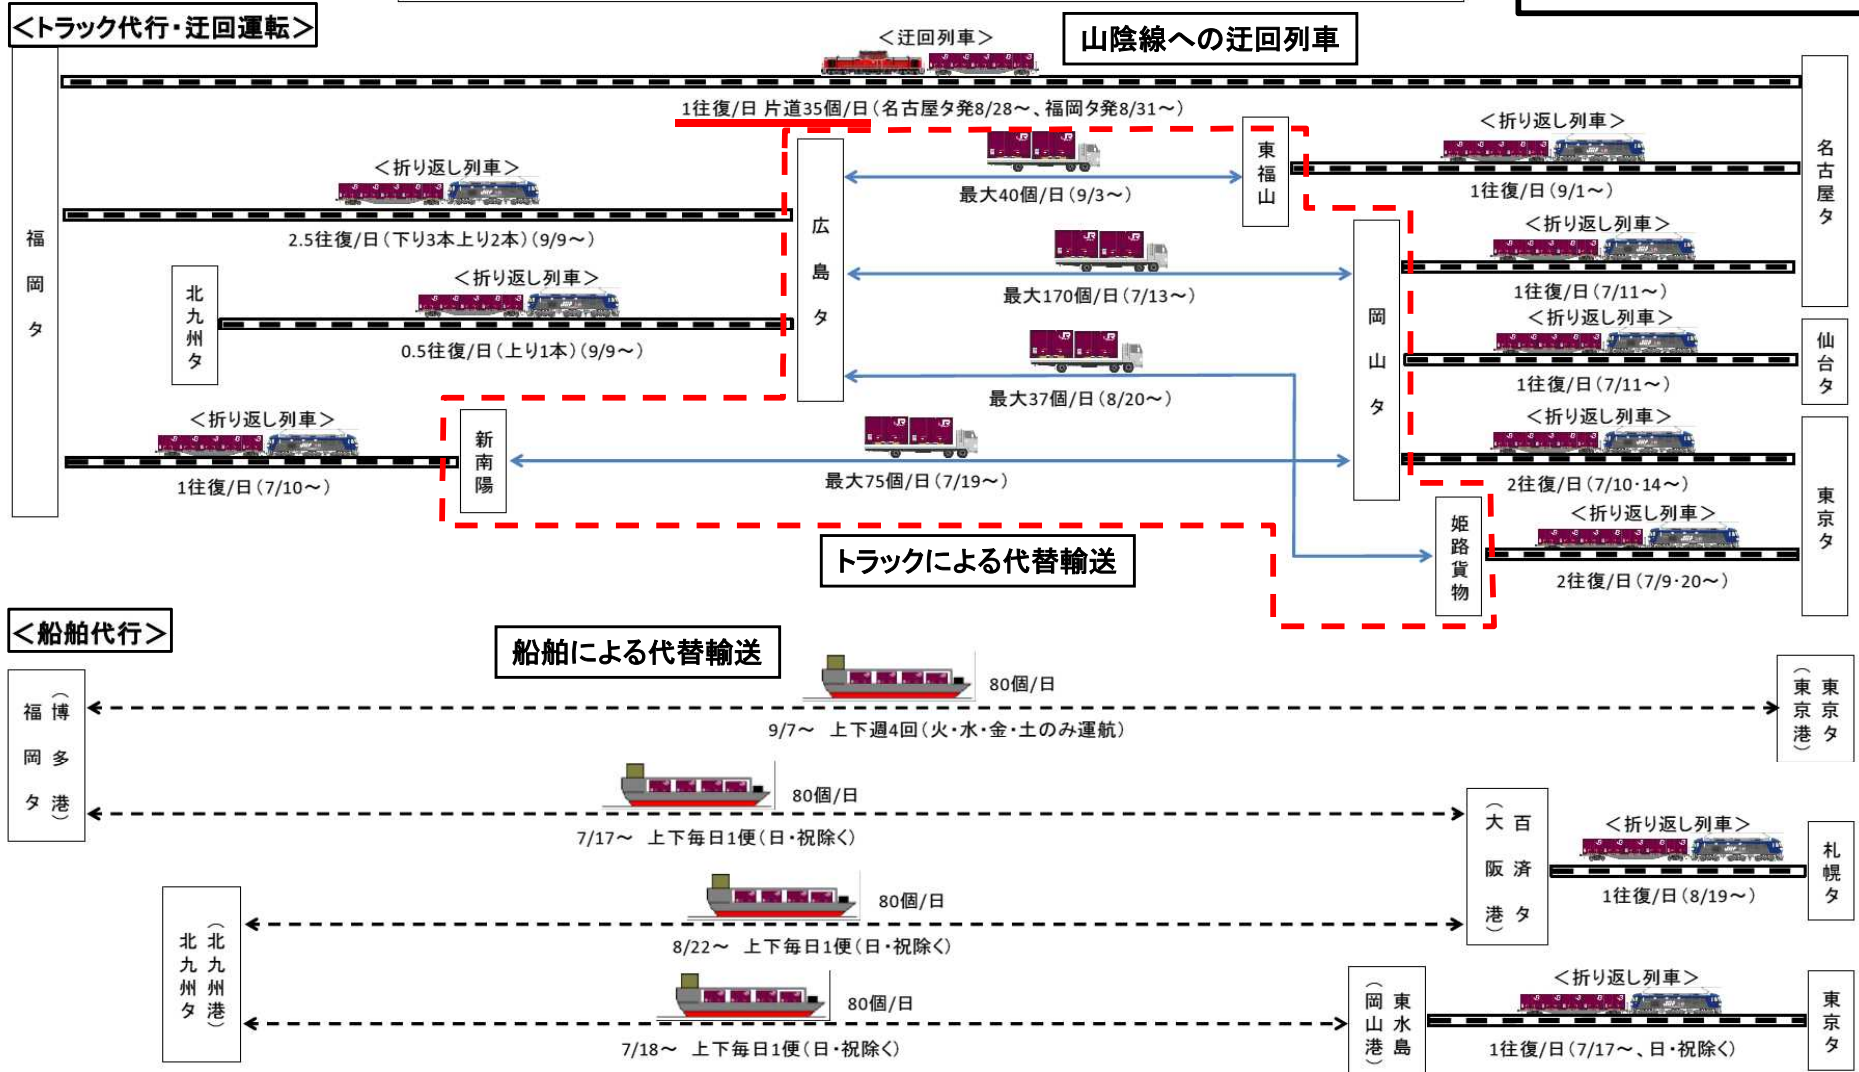 <トラック代行・迂回運転>
<迂回列車>
山陰線への迂回列車
1往復/日 片道35個/日(名古屋タ発8/28~、福岡タ発8/31~)
福岡タ
名古屋タ
<折り返し列車>
2.5往復/日(下り3本上り2本)(9/9~)
広島タ
最大40個/日(9/3~)
東福山
<折り返し列車>
1往復/日(9/1~)
北九州タ
<折り返し列車>
0.5往復/日(上り1本)(9/9~)
最大170個/日(7/13~)
岡山タ
<折り返し列車>
1往復/日(7/11~)
最大37個/日(8/20~)
<折り返し列車>
1往復/日(7/11~)
仙台タ
<折り返し列車>
1往復/日(7/10~)
新南陽
最大75個/日(7/19~)
<折り返し列車>
2往復/日(7/10・14~)
東京タ
トラックによる代替輸送
姫路貨物
<折り返し列車>
2往復/日(7/9・20~)
<船舶代行>
船舶による代替輸送
福岡タ
(博多港)
80個/日
9/7~ 上下週4回(火・水・金・土のみ運航)
東京タ
(東京港)
80個/日
7/17~ 上下毎日1便(日・祝除く)
百済タ
(大阪港)
<折り返し列車>
1往復/日(8/19~)
札幌タ
北九州タ
(北九州港)
80個/日
8/22~ 上下毎日1便(日・祝除く)
80個/日
7/18~ 上下毎日1便(日・祝除く)
東水島
(岡山港)
<折り返し列車>
1往復/日(7/17~、日・祝除く)
東京タ